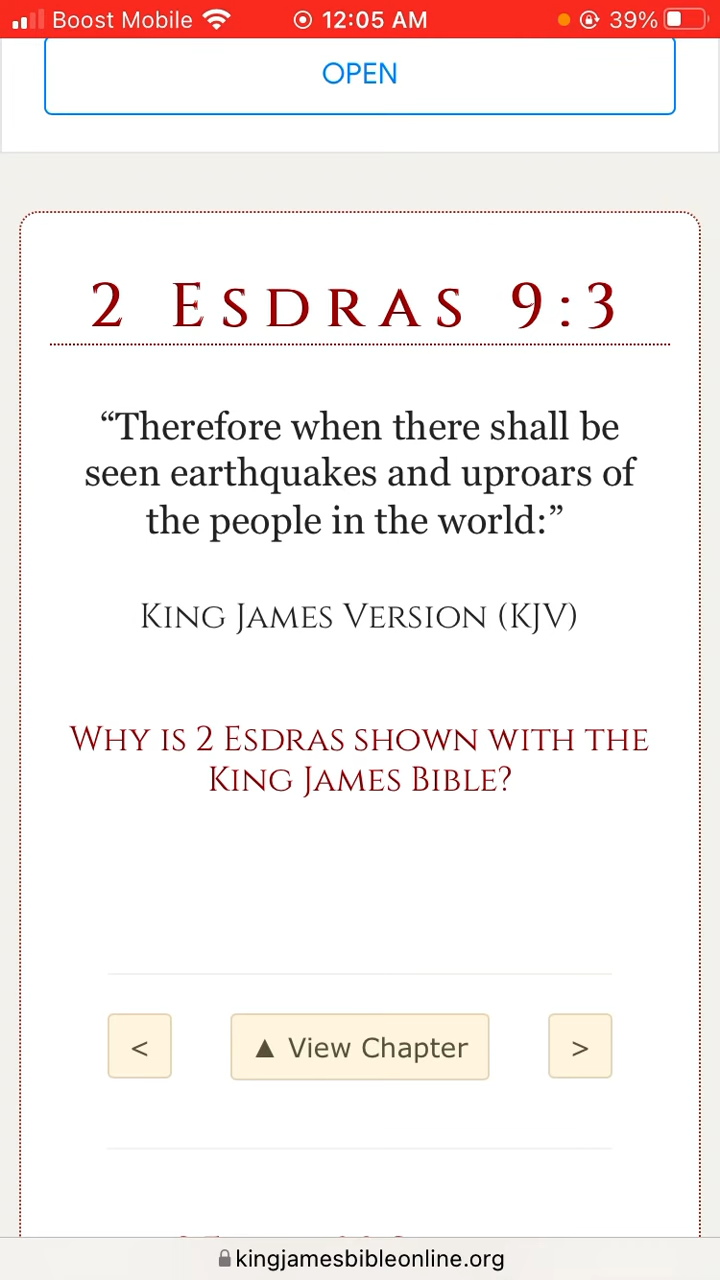 Boost Mobile 12:05 AM 39%
OPEN
2 Esdras 9:3
“Therefore when there shall be
seen earthquakes and uproars of
the people in the world:”
King James Version (KJV)
Why is 2 Esdras shown with the
King James Bible?
< ▲ View Chapter >
kingjamesbibleonline.org